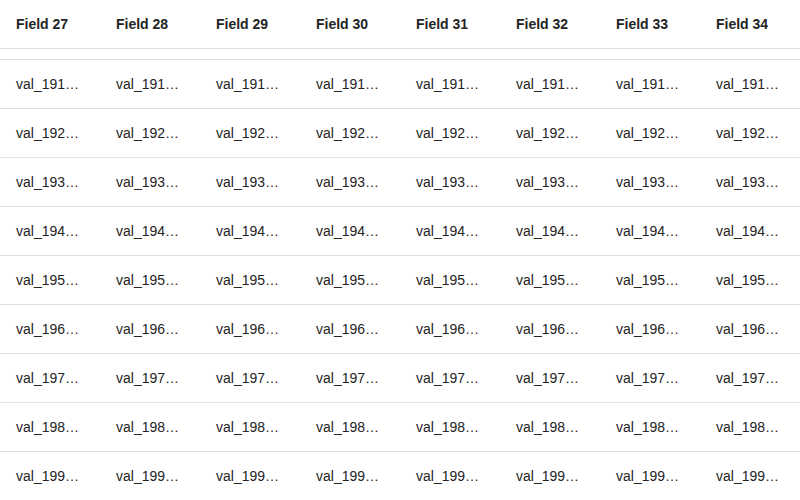 Field 27 Field 28 Field 29 Field 30 Field 31 Field 32 Field 33 Field 34
val_191… val_191… val_191… val_191… val_191… val_191… val_191… val_191…
val_192… val_192… val_192… val_192… val_192… val_192… val_192… val_192…
val_193… val_193… val_193… val_193… val_193… val_193… val_193… val_193…
val_194… val_194… val_194… val_194… val_194… val_194… val_194… val_194…
val_195… val_195… val_195… val_195… val_195… val_195… val_195… val_195…
val_196… val_196… val_196… val_196… val_196… val_196… val_196… val_196…
val_197… val_197… val_197… val_197… val_197… val_197… val_197… val_197…
val_198… val_198… val_198… val_198… val_198… val_198… val_198… val_198…
val_199… val_199… val_199… val_199… val_199… val_199… val_199… val_199…